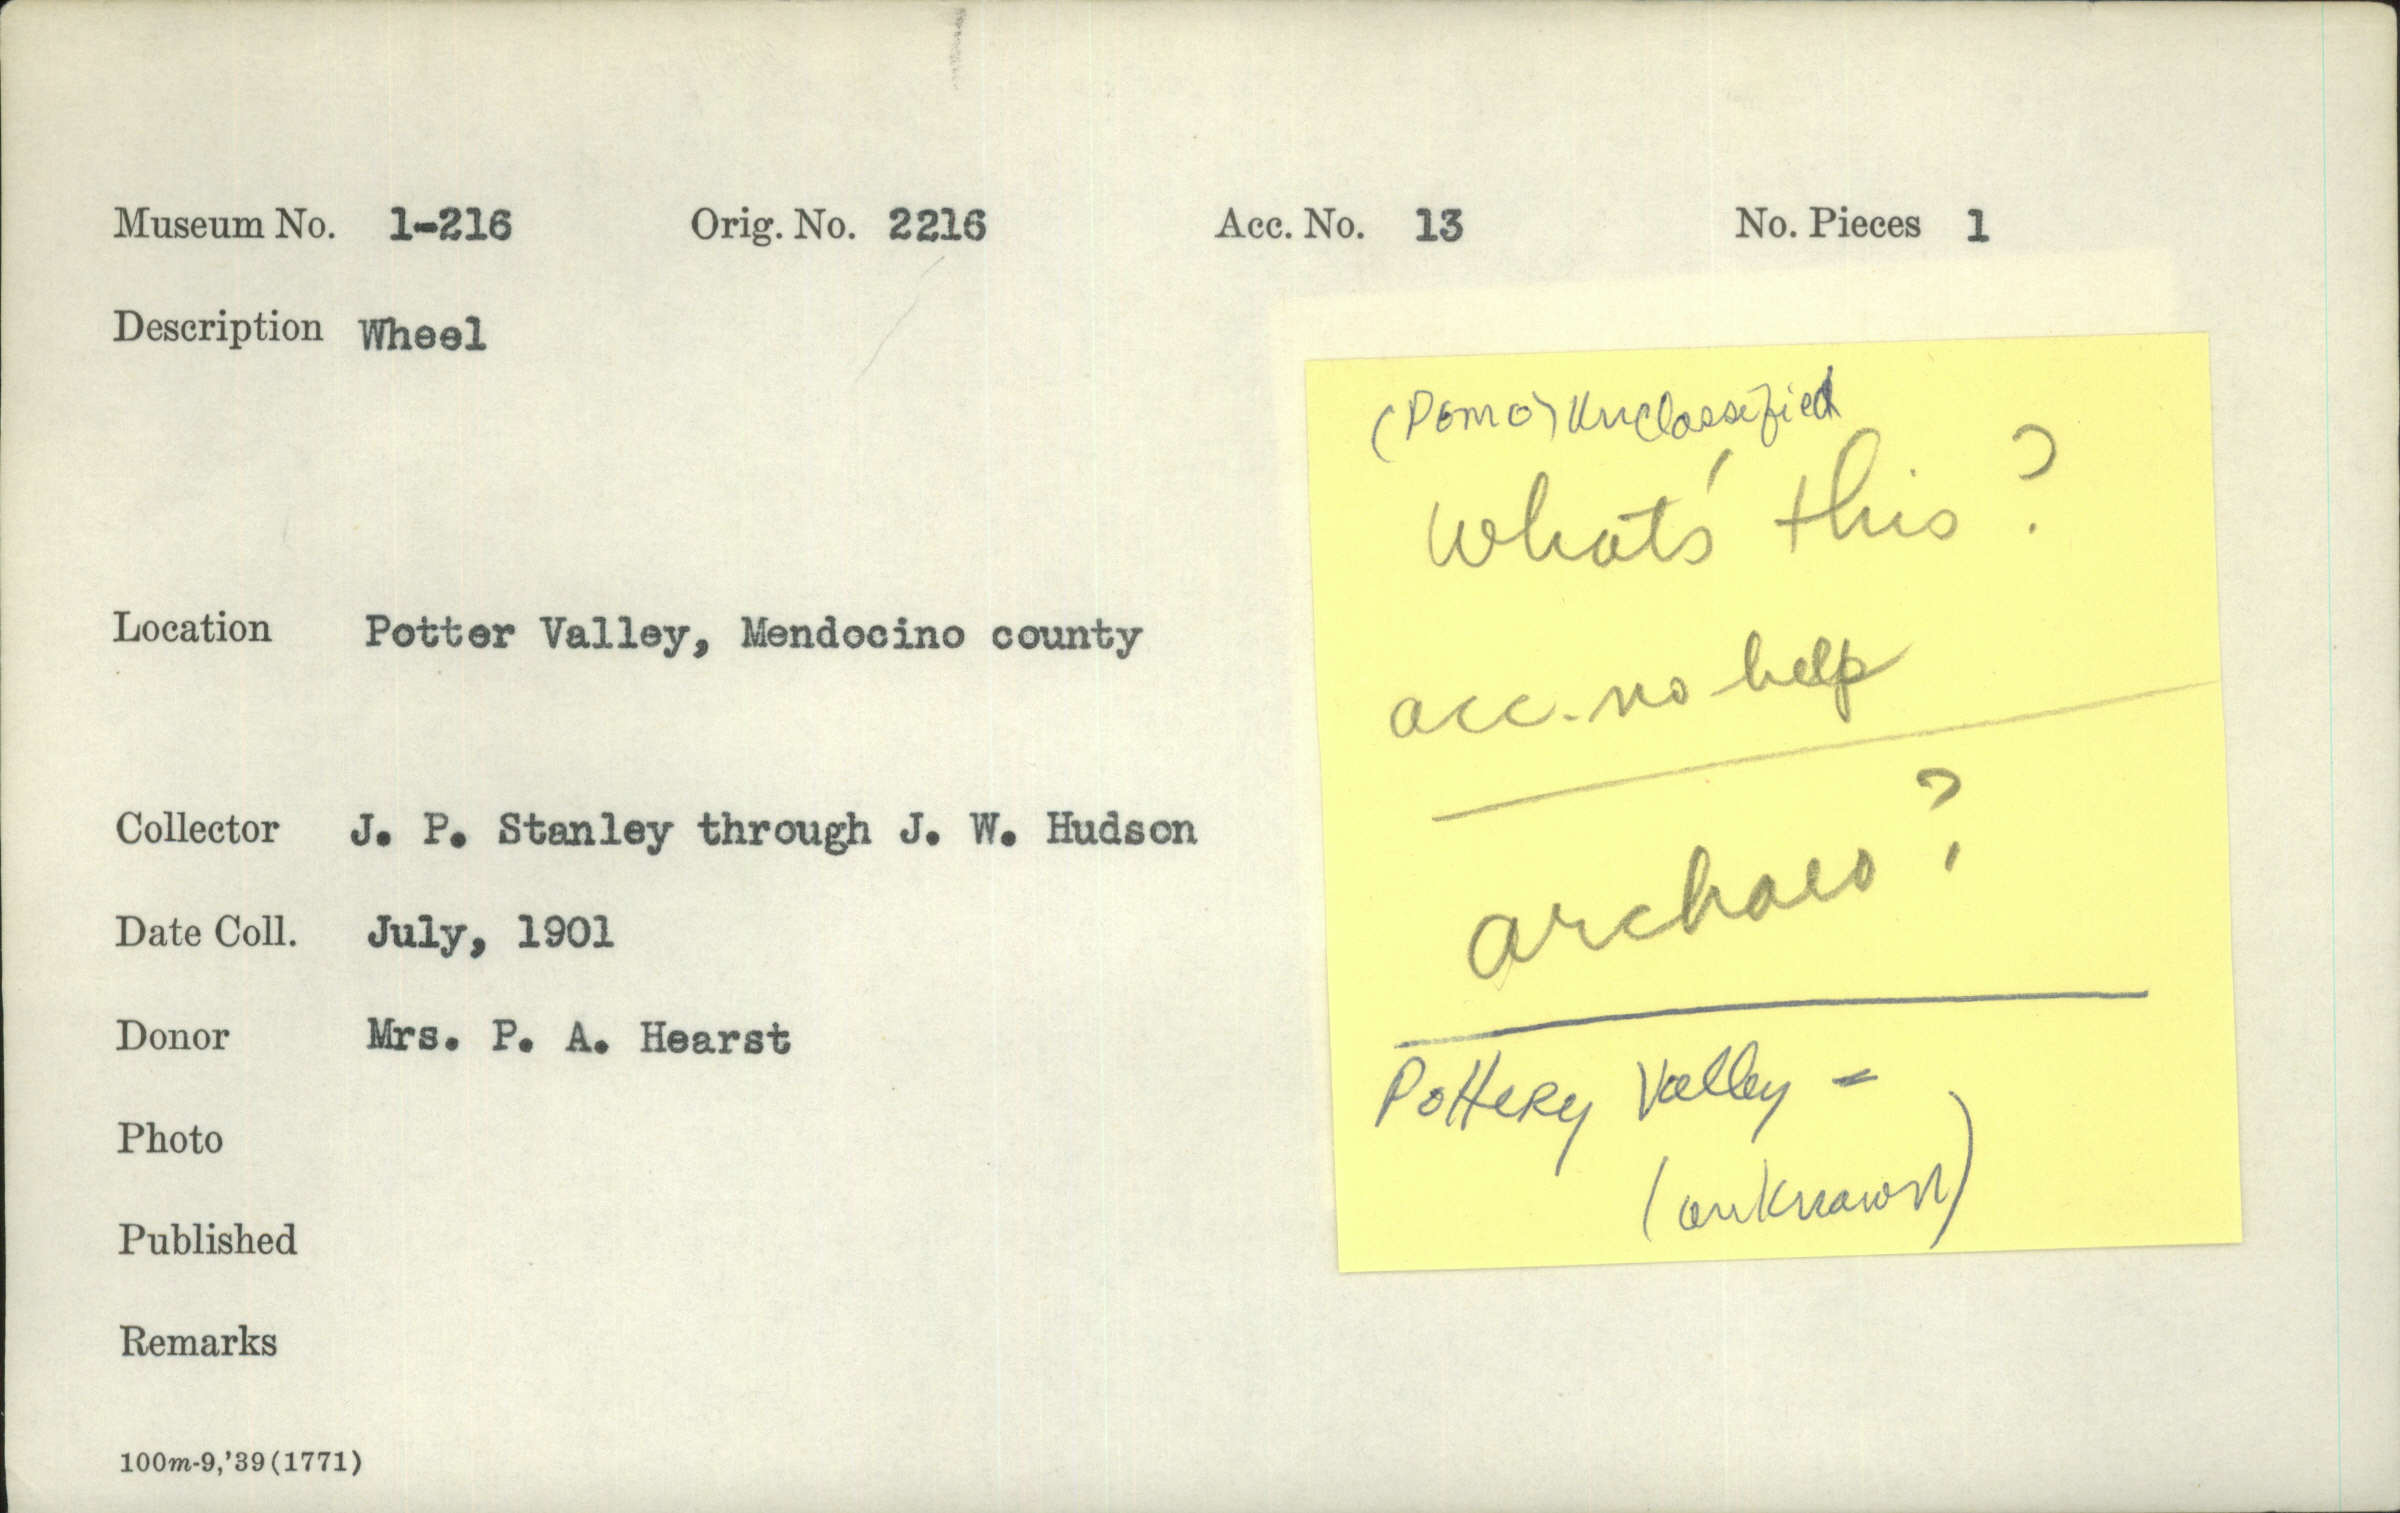 Museum No. 1-216 Orig. No. 2216 Acc. No. 13 No. Pieces 1
Description Wheel
Location Potter Valley, Mendocino county
Collector J. P. Stanley through J. W. Hudson
Date Coll. July, 1901
Donor Mrs. P. A. Hearst
Photo
Published
Remarks
100m-9,'39(1771)
(Pomo) Unclassified
What's this?
acc. no help
archaeo?
Pottery Valley -
(unknown)